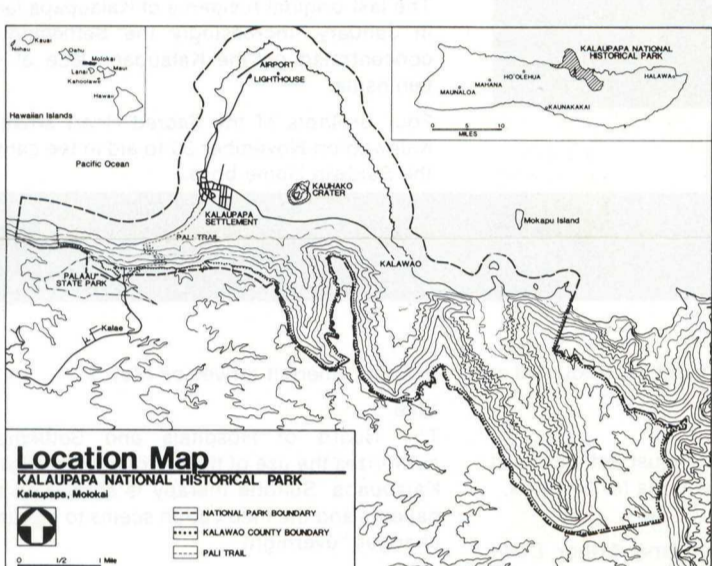 Kauai
Niihau
Oahu
Molokai
Lanai
Maui
Kahoolawe
Hawaii
Hawaiian Islands
Pacific Ocean
AIRPORT
LIGHTHOUSE
KAUHAKO
CRATER
KALAUPAPA
SETTLEMENT
PALI TRAIL
KALAWAO
Mokapu Island
PALAAU
STATE PARK
Kalae
KALAUPAPA NATIONAL
HISTORICAL PARK
HO'OLEHUA
MAHANA
MAUNALOA
HALAWA
KAUNAKAKAI
0 5 10
MILES
Location Map
KALAUPAPA NATIONAL HISTORICAL PARK
Kalaupapa, Molokai
NATIONAL PARK BOUNDARY
KALAWAO COUNTY BOUNDARY
PALI TRAIL
0 1/2 1 Mile